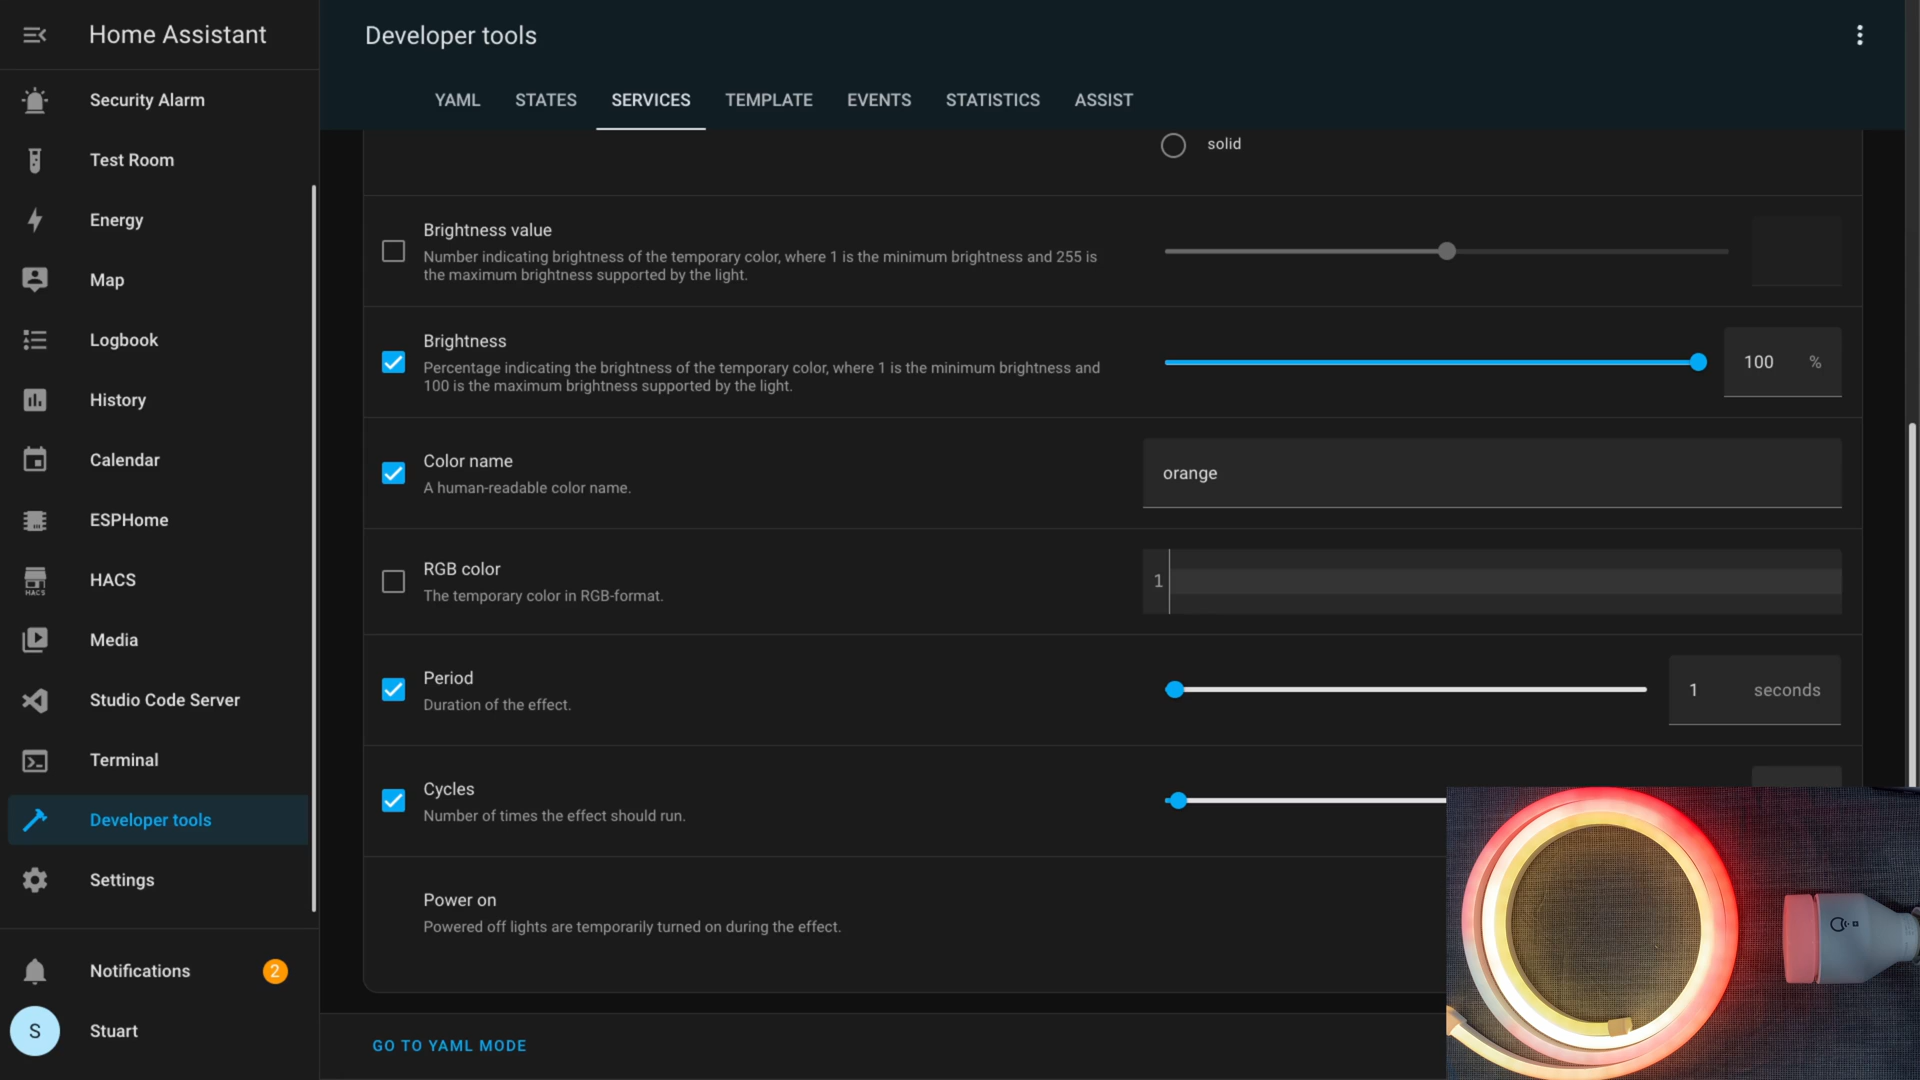 Home Assistant
Security Alarm
Test Room
Energy
Map
Logbook
History
Calendar
ESPHome
HACS
HACS
Media
Studio Code Server
Terminal
Developer tools
Settings
Notifications
2
S
Stuart
Developer tools
YAML
STATES
SERVICES
TEMPLATE
EVENTS
STATISTICS
ASSIST
solid
Brightness value
Number indicating brightness of the temporary color, where 1 is the minimum brightness and 255 is
the maximum brightness supported by the light.
Brightness
Percentage indicating the brightness of the temporary color, where 1 is the minimum brightness and
100 is the maximum brightness supported by the light.
100 %
Color name
A human-readable color name.
orange
RGB color
The temporary color in RGB-format.
1
Period
Duration of the effect.
1 seconds
Cycles
Number of times the effect should run.
Power on
Powered off lights are temporarily turned on during the effect.
GO TO YAML MODE